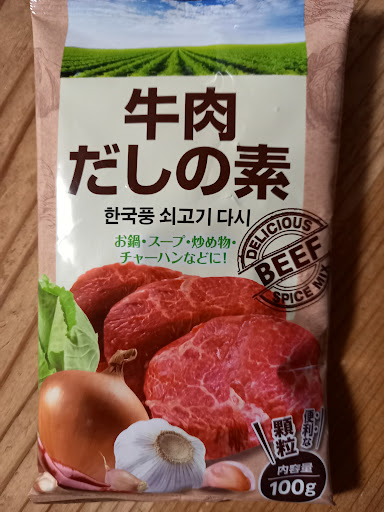 牛肉
だしの素
한국풍 쇠고기 다시
お鍋・スープ・炒め物・
チャーハンなどに!
DELICIOUS
BEEF
SPICE MIX
便利な
顆粒
内容量
100g